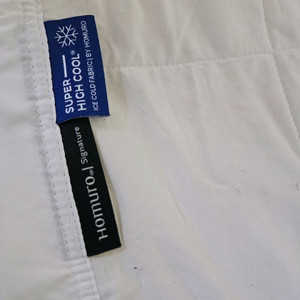 SUPER
HIGH COOL®
ICE COLD FABRIC | BY HOMURO
HOMURO® | Signature